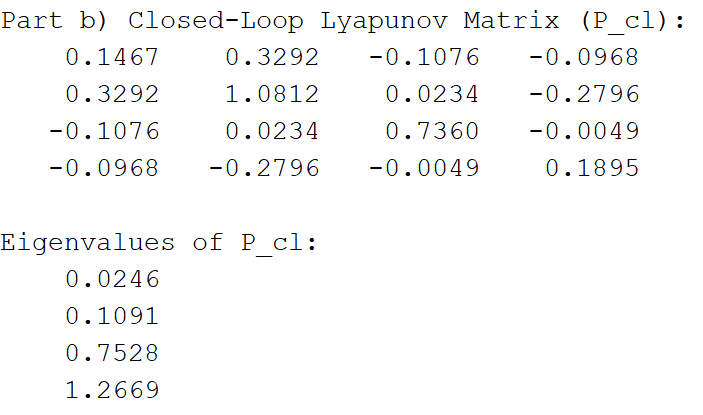 Part b) Closed-Loop Lyapunov Matrix (P_cl):
0.1467 0.3292 -0.1076 -0.0968
0.3292 1.0812 0.0234 -0.2796
-0.1076 0.0234 0.7360 -0.0049
-0.0968 -0.2796 -0.0049 0.1895
Eigenvalues of P_cl:
0.0246
0.1091
0.7528
1.2669